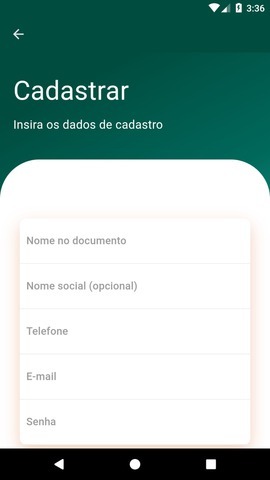 3:36
Cadastrar
Insira os dados de cadastro
Nome no documento
Nome social (opcional)
Telefone
E-mail
Senha